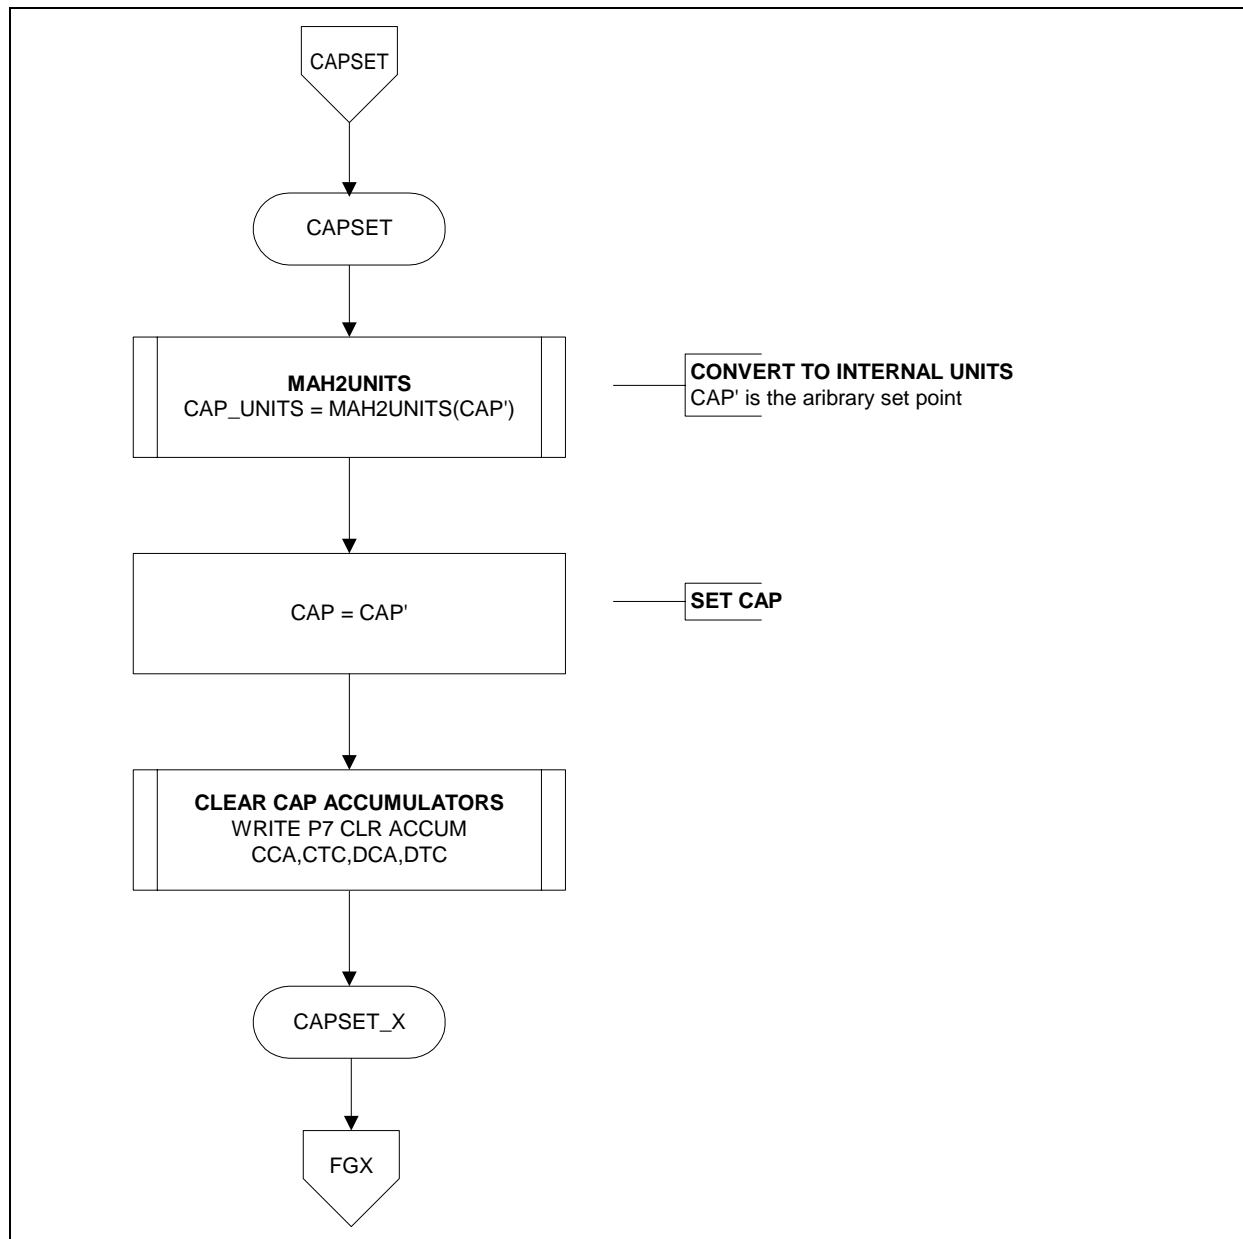 CAPSET
CAPSET
MAH2UNITS
CAP_UNITS = MAH2UNITS(CAP')
CONVERT TO INTERNAL UNITS
CAP' is the aribrary set point
CAP = CAP'
SET CAP
CLEAR CAP ACCUMULATORS
WRITE P7 CLR ACCUM
CCA,CTC,DCA,DTC
CAPSET_X
FGX